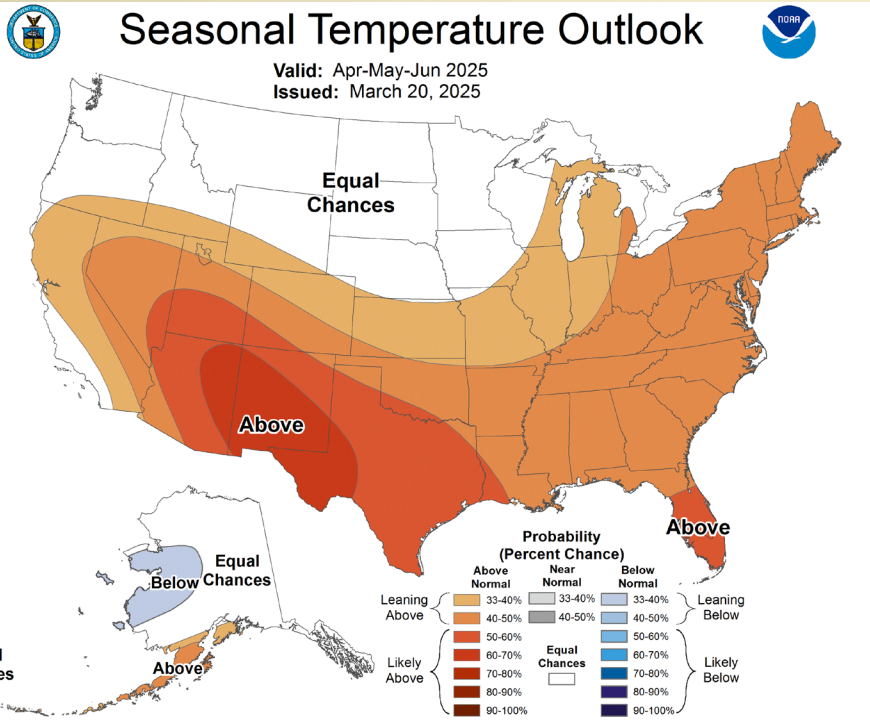 Seasonal Temperature Outlook
NOAA
Valid: Apr-May-Jun 2025
Issued: March 20, 2025
Equal
Chances
Above
Above
Below
Equal
Chances
Above
Probability
(Percent Chance)
Above
Normal
Near
Normal
Below
Normal
Leaning
Above
33-40%
33-40%
33-40%
Leaning
Below
40-50%
40-50%
40-50%
Likely
Above
50-60%
60-70%
70-80%
80-90%
90-100%
Equal
Chances
50-60%
60-70%
70-80%
80-90%
90-100%
Likely
Below